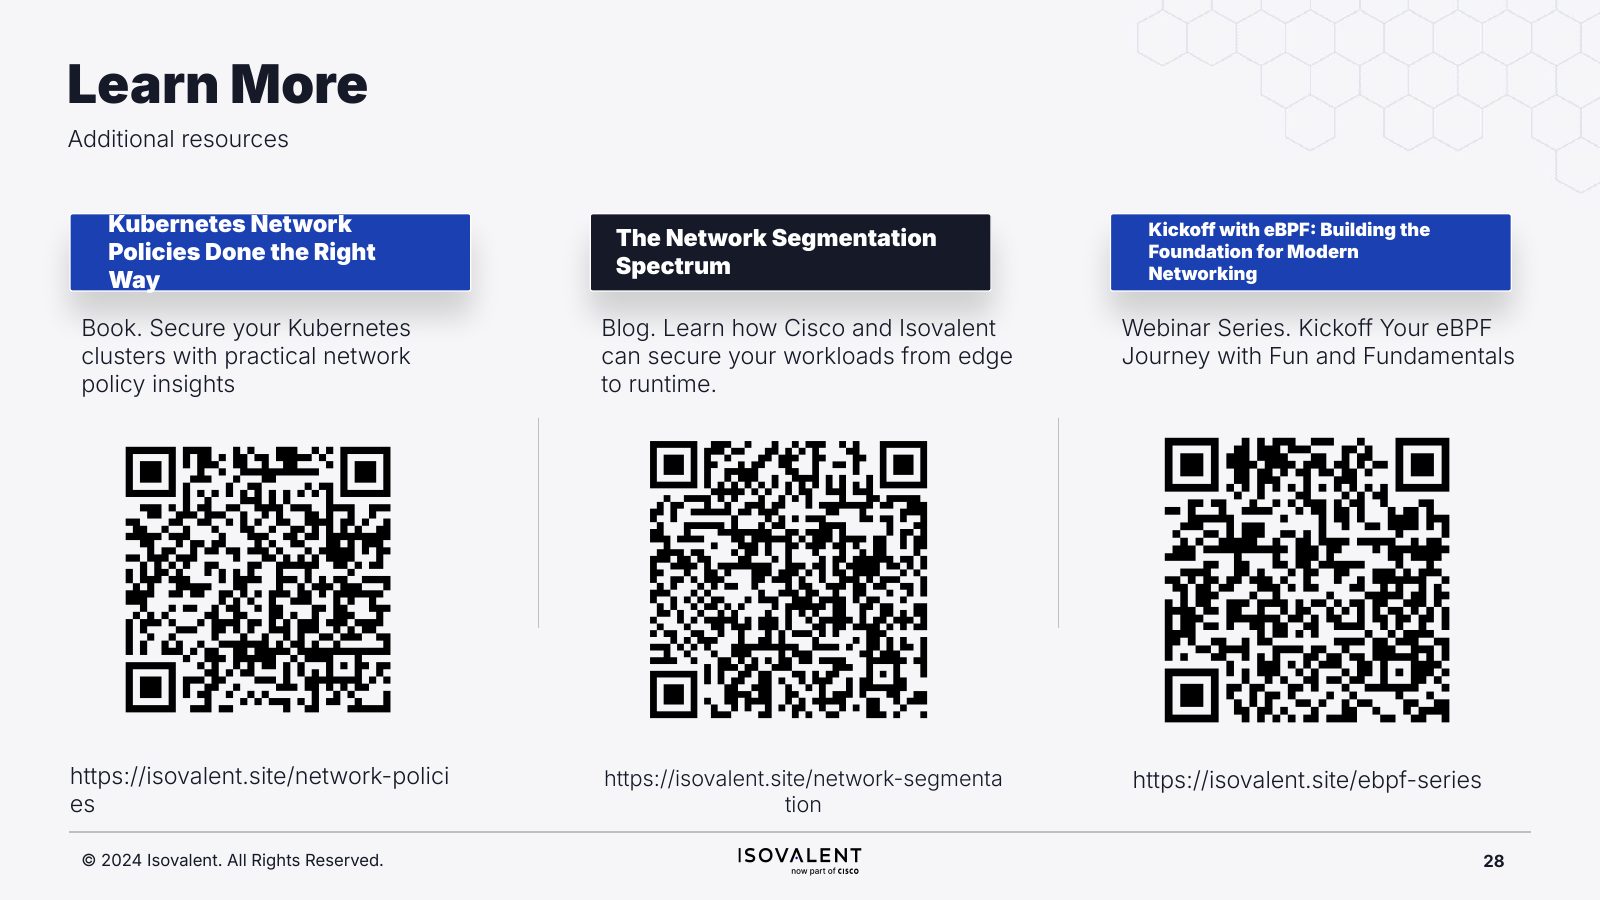 Learn More
Additional resources
Kubernetes Network
Policies Done the Right
Way
Book. Secure your Kubernetes
clusters with practical network
policy insights
https://isovalent.site/network-polici
es
The Network Segmentation
Spectrum
Blog. Learn how Cisco and Isovalent
can secure your workloads from edge
to runtime.
https://isovalent.site/network-segmenta
tion
Kickoff with eBPF: Building the
Foundation for Modern
Networking
Webinar Series. Kickoff Your eBPF
Journey with Fun and Fundamentals
https://isovalent.site/ebpf-series
© 2024 Isovalent. All Rights Reserved.
ISOVALENT
now part of CISCO
28